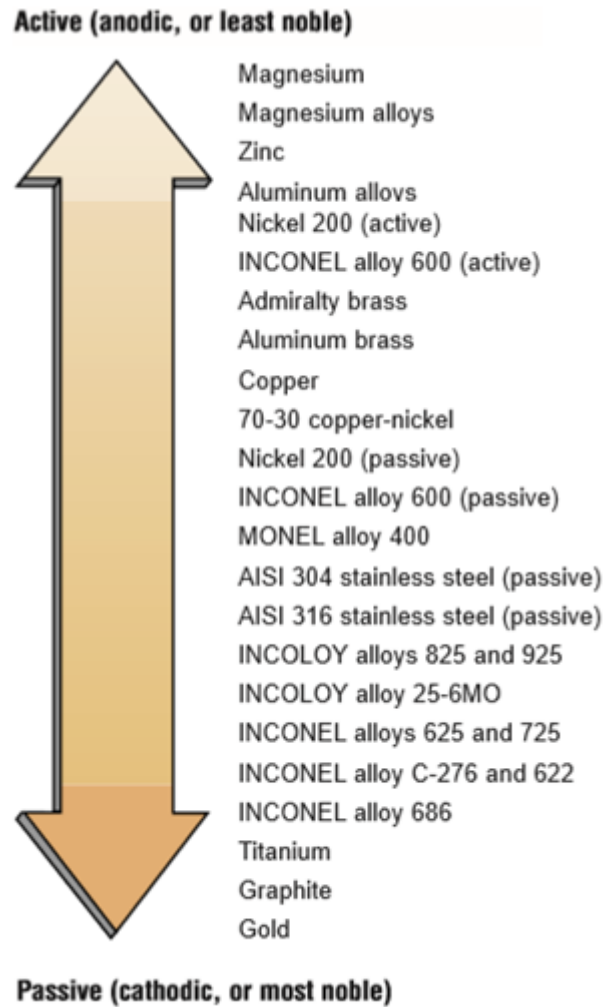 Active (anodic, or least noble)
Magnesium
Magnesium alloys
Zinc
Aluminum alloys
Nickel 200 (active)
INCONEL alloy 600 (active)
Admiralty brass
Aluminum brass
Copper
70-30 copper-nickel
Nickel 200 (passive)
INCONEL alloy 600 (passive)
MONEL alloy 400
AISI 304 stainless steel (passive)
AISI 316 stainless steel (passive)
INCOLOY alloys 825 and 925
INCOLOY alloy 25-6MO
INCONEL alloys 625 and 725
INCONEL alloy C-276 and 622
INCONEL alloy 686
Titanium
Graphite
Gold
Passive (cathodic, or most noble)